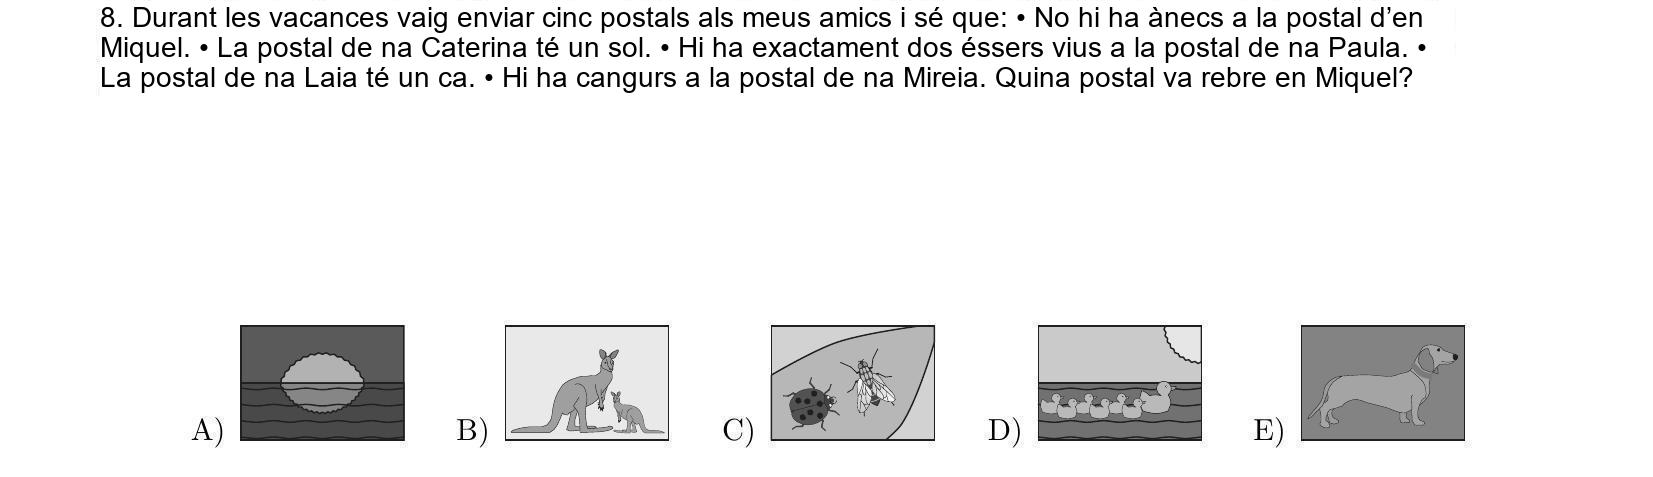 8. Durant les vacances vaig enviar cinc postals als meus amics i sé que: • No hi ha ànecs a la postal d’en
Miquel. • La postal de na Caterina té un sol. • Hi ha exactament dos éssers vius a la postal de na Paula. •
La postal de na Laia té un ca. • Hi ha cangurs a la postal de na Mireia. Quina postal va rebre en Miquel?
A) B) C) D) E)